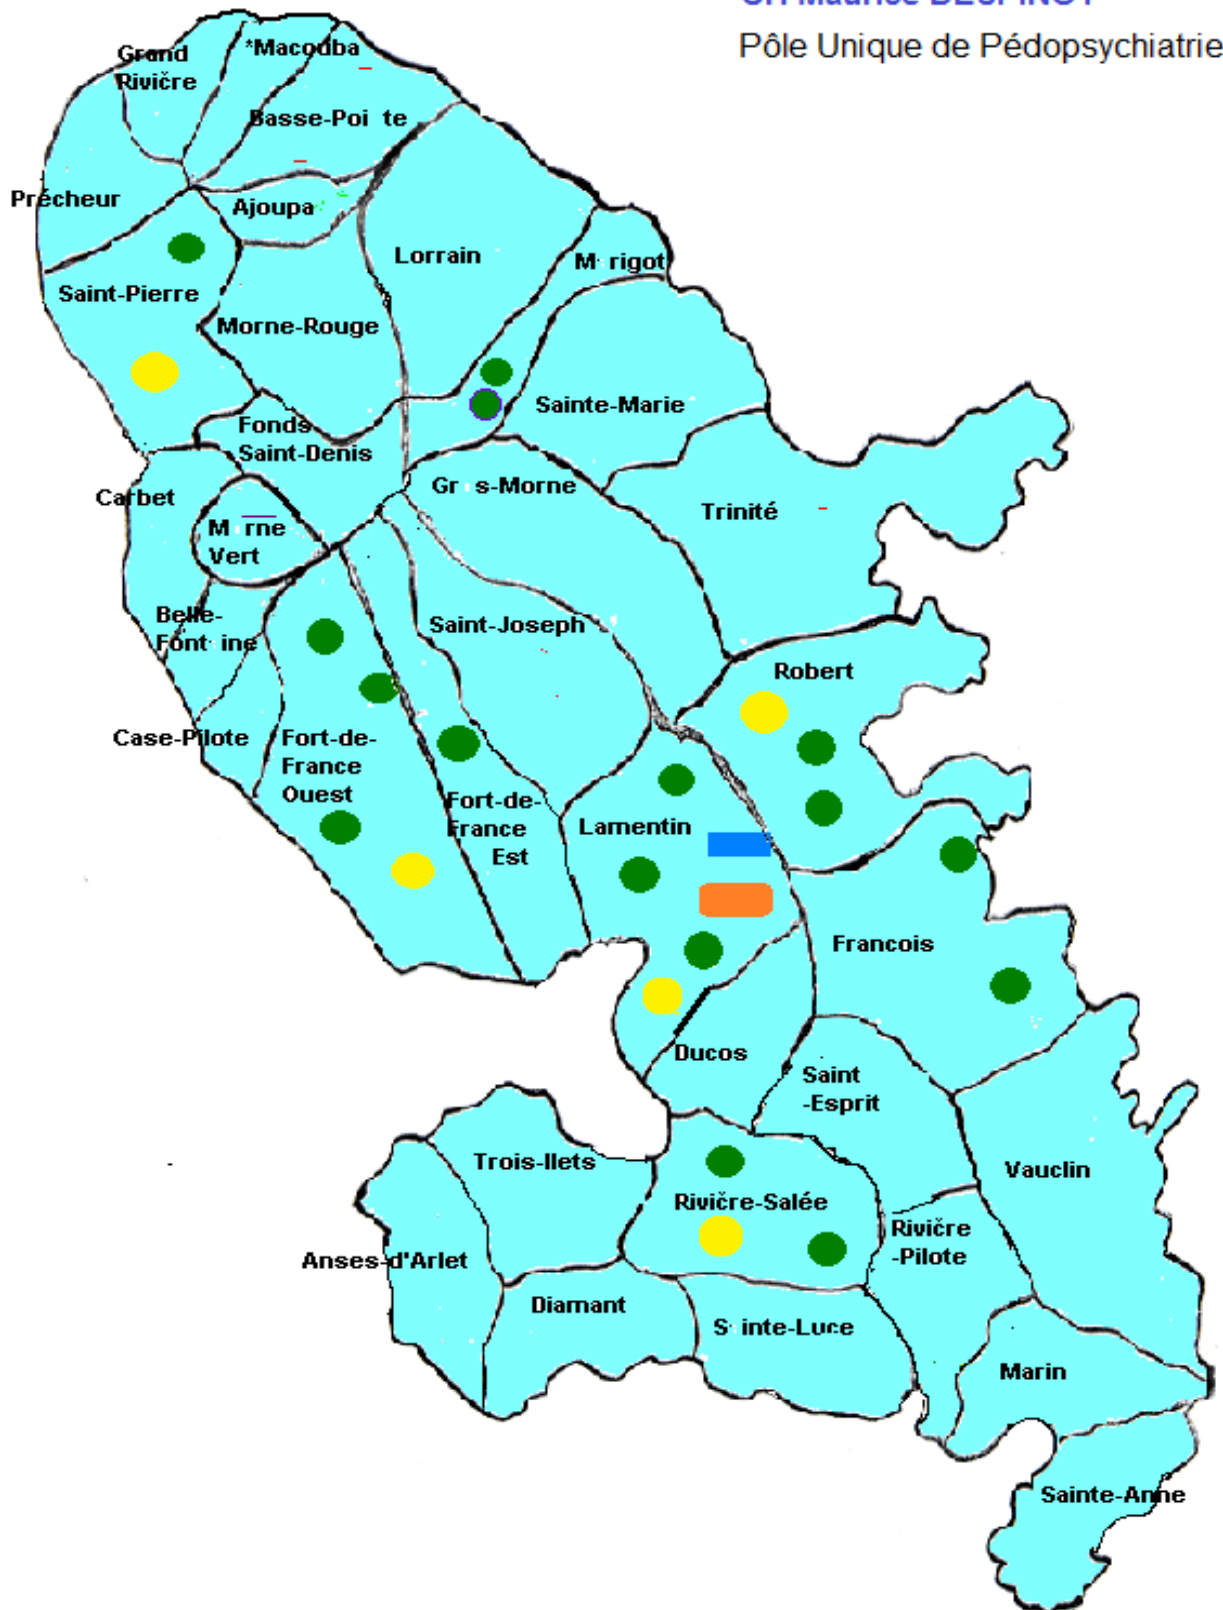 CH Maurice DESPINOY
Pôle Unique de Pédopsychiatrie
Grand
Rivičre
*Macouba
Basse-Poi te
Précheur
Ajoupa
Lorrain
M rigot
Saint-Pierre
Morne-Rouge
Sainte-Marie
Fonds
Saint-Denis
Carbet
Gr s-Morne
Trinité
M rne
Vert
Belle-
Font ine
Saint-Joseph
Robert
Case-Pilote
Fort-de-
France
Ouest
Fort-de-
France
Est
Lamentin
Francois
Ducos
Saint
-Esprit
Trois-Ilets
Vauclin
Rivičre-Salée
Rivičre
-Pilote
Anses-d'Arlet
Diamant
S inte-Luce
Marin
Sainte-Anne